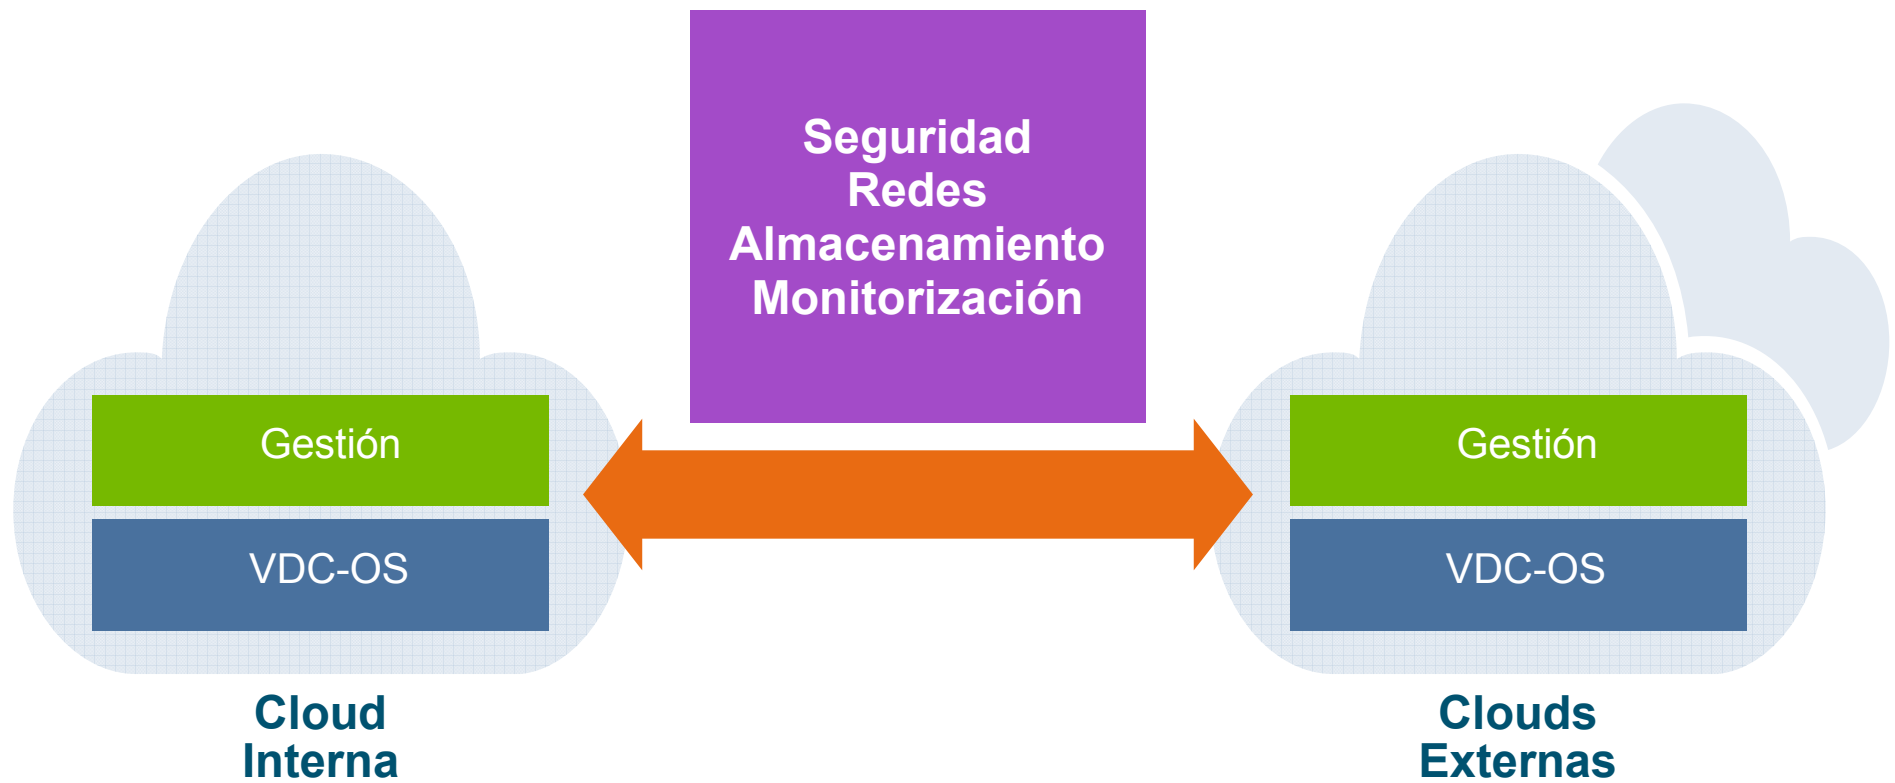 Seguridad
Redes
Almacenamiento
Monitorización
Gestión
VDC-OS
Cloud
Interna
Gestión
VDC-OS
Clouds
Externas